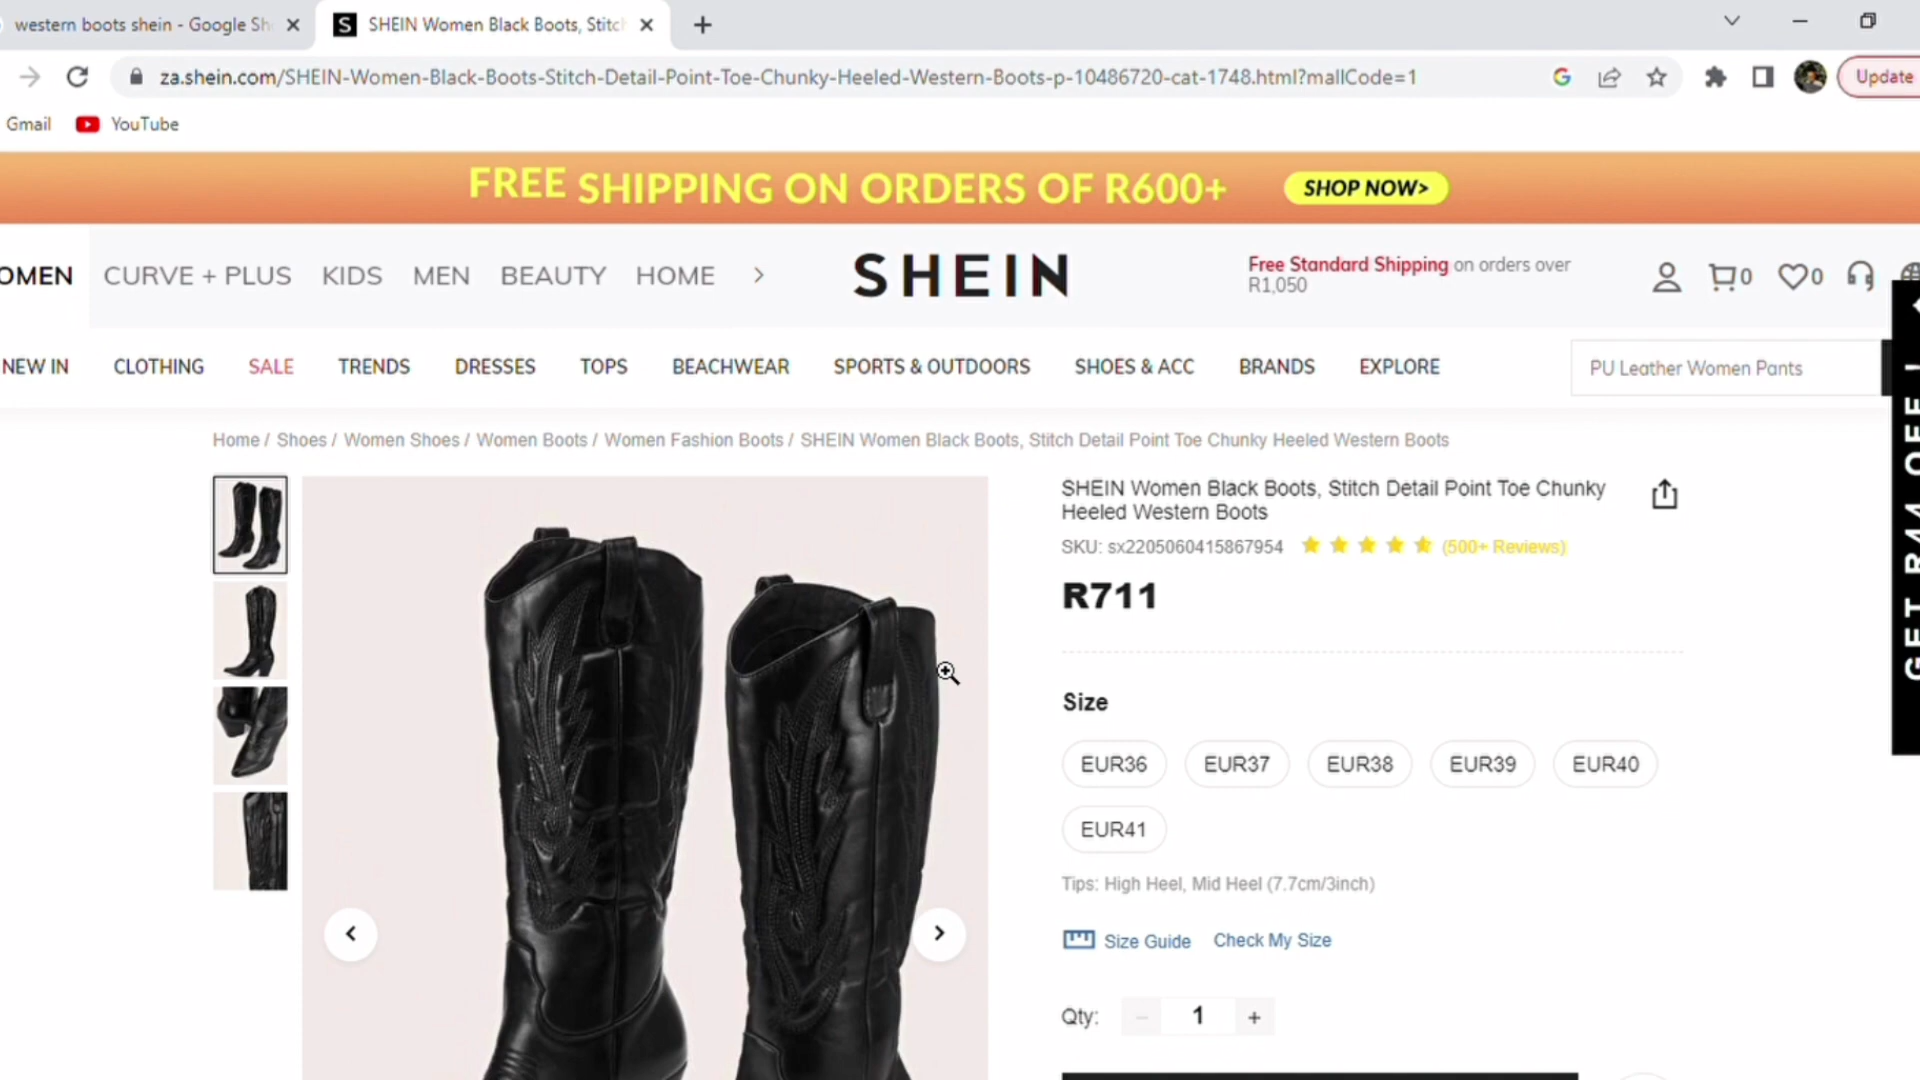 western boots shein - Google Sh
S SHEIN Women Black Boots, Stitc
za.shein.com/SHEIN-Women-Black-Boots-Stitch-Detail-Point-Toe-Chunky-Heeled-Western-Boots-p-10486720-cat-1748.html?mallCode=1
G
Update
Gmail
YouTube
FREE SHIPPING ON ORDERS OF R600+
SHOP NOW>
OMEN
CURVE + PLUS
KIDS
MEN
BEAUTY
HOME
SHEIN
Free Standard Shipping on orders over
R1,050
0
0
NEW IN
CLOTHING
SALE
TRENDS
DRESSES
TOPS
BEACHWEAR
SPORTS & OUTDOORS
SHOES & ACC
BRANDS
EXPLORE
PU Leather Women Pants
GET R44 OFF !
Home / Shoes / Women Shoes / Women Boots / Women Fashion Boots / SHEIN Women Black Boots, Stitch Detail Point Toe Chunky Heeled Western Boots
SHEIN Women Black Boots, Stitch Detail Point Toe Chunky
Heeled Western Boots
SKU: sx2205060415867954
(500+ Reviews)
R711
Size
EUR36
EUR37
EUR38
EUR39
EUR40
EUR41
Tips: High Heel, Mid Heel (7.7cm/3inch)
Size Guide
Check My Size
Qty:
1